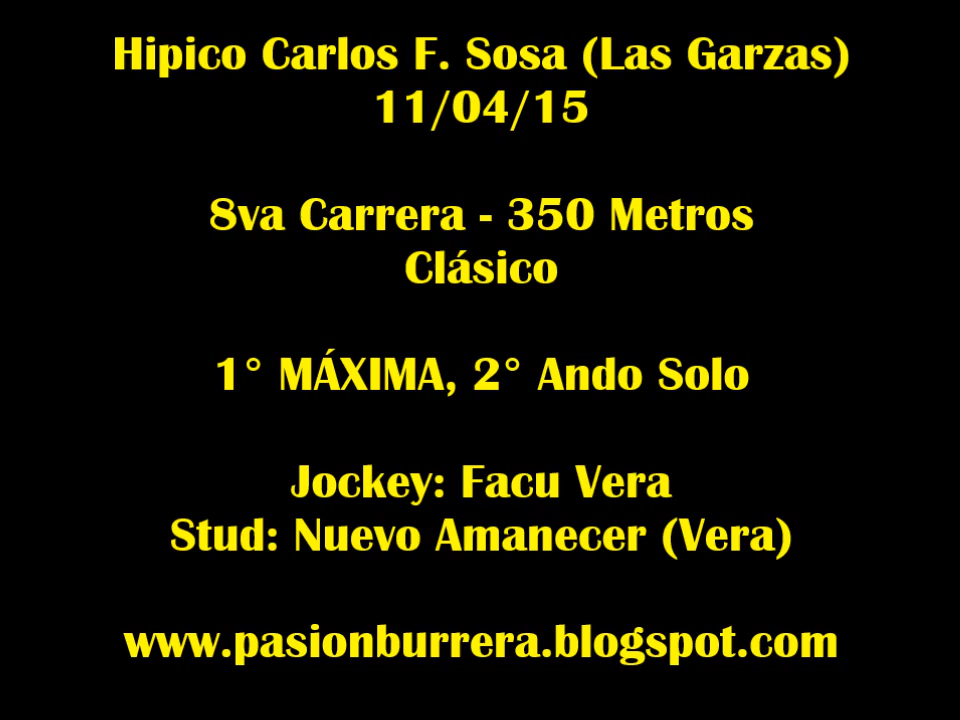 Hipico Carlos F. Sosa (Las Garzas)
11/04/15
8va Carrera - 350 Metros
Clásico
1° MÁXIMA, 2° Ando Solo
Jockey: Facu Vera
Stud: Nuevo Amanecer (Vera)
www.pasionburrera.blogspot.com